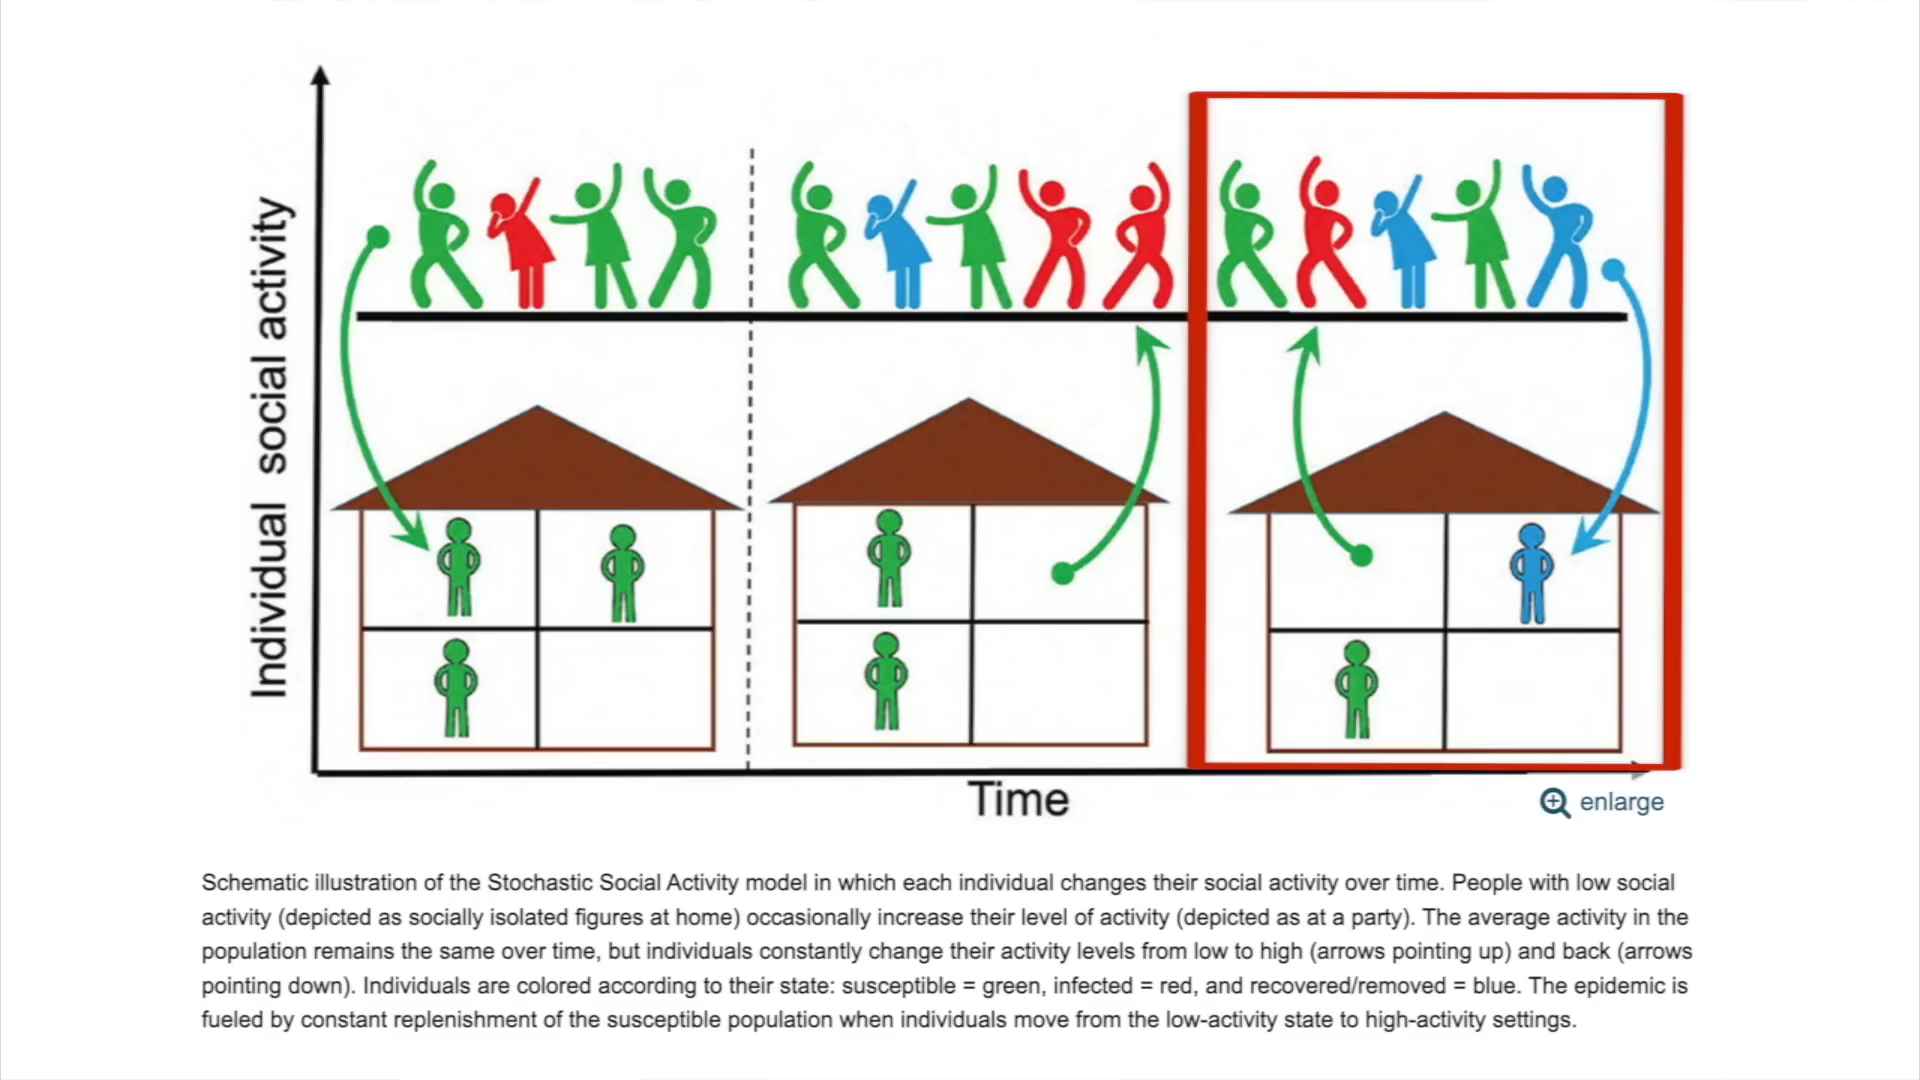 Individual social activity
Time
enlarge
Schematic illustration of the Stochastic Social Activity model in which each individual changes their social activity over time. People with low social
activity (depicted as socially isolated figures at home) occasionally increase their level of activity (depicted as at a party). The average activity in the
population remains the same over time, but individuals constantly change their activity levels from low to high (arrows pointing up) and back (arrows
pointing down). Individuals are colored according to their state: susceptible = green, infected = red, and recovered/removed = blue. The epidemic is
fueled by constant replenishment of the susceptible population when individuals move from the low-activity state to high-activity settings.